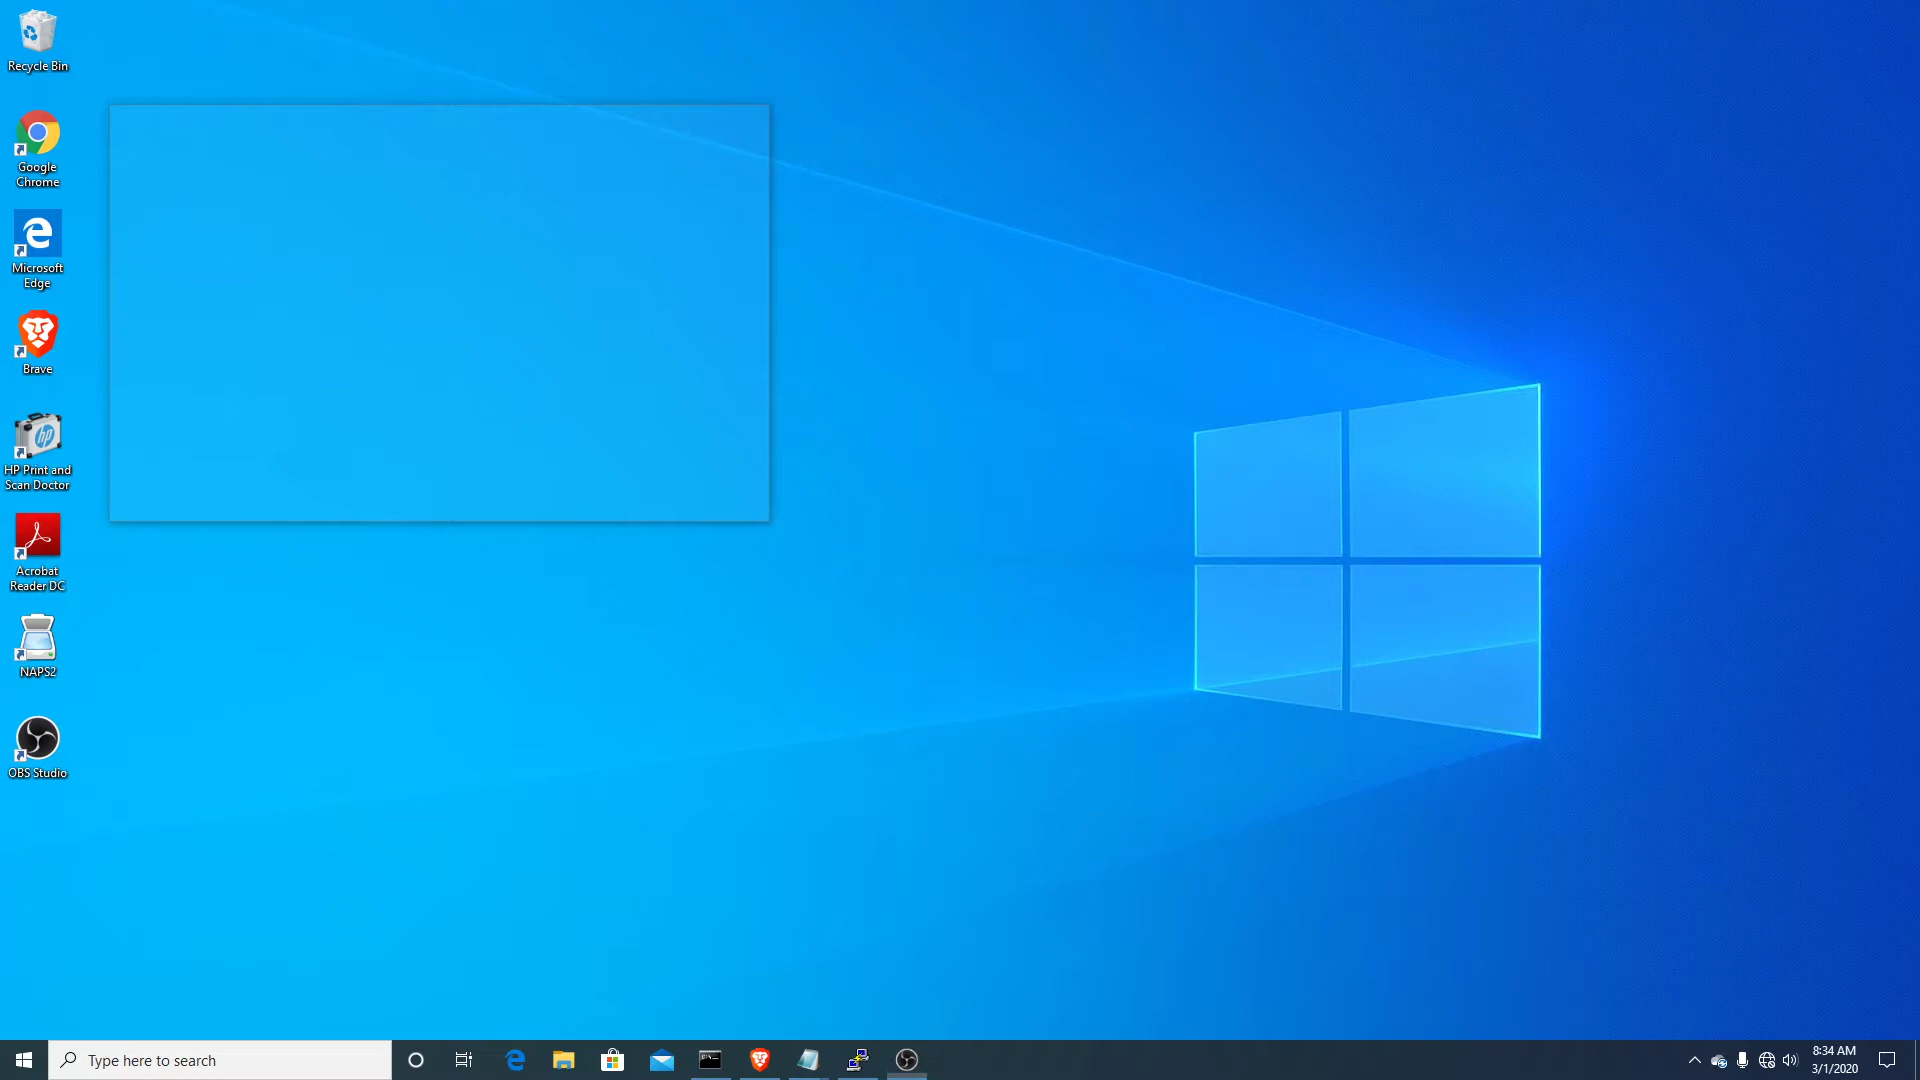 Recycle Bin
Google
Chrome
Microsoft
Edge
Brave
HP Print and
Scan Doctor
Acrobat
Reader DC
NAPS2
OBS Studio
Type here to search
8:34 AM
3/1/2020